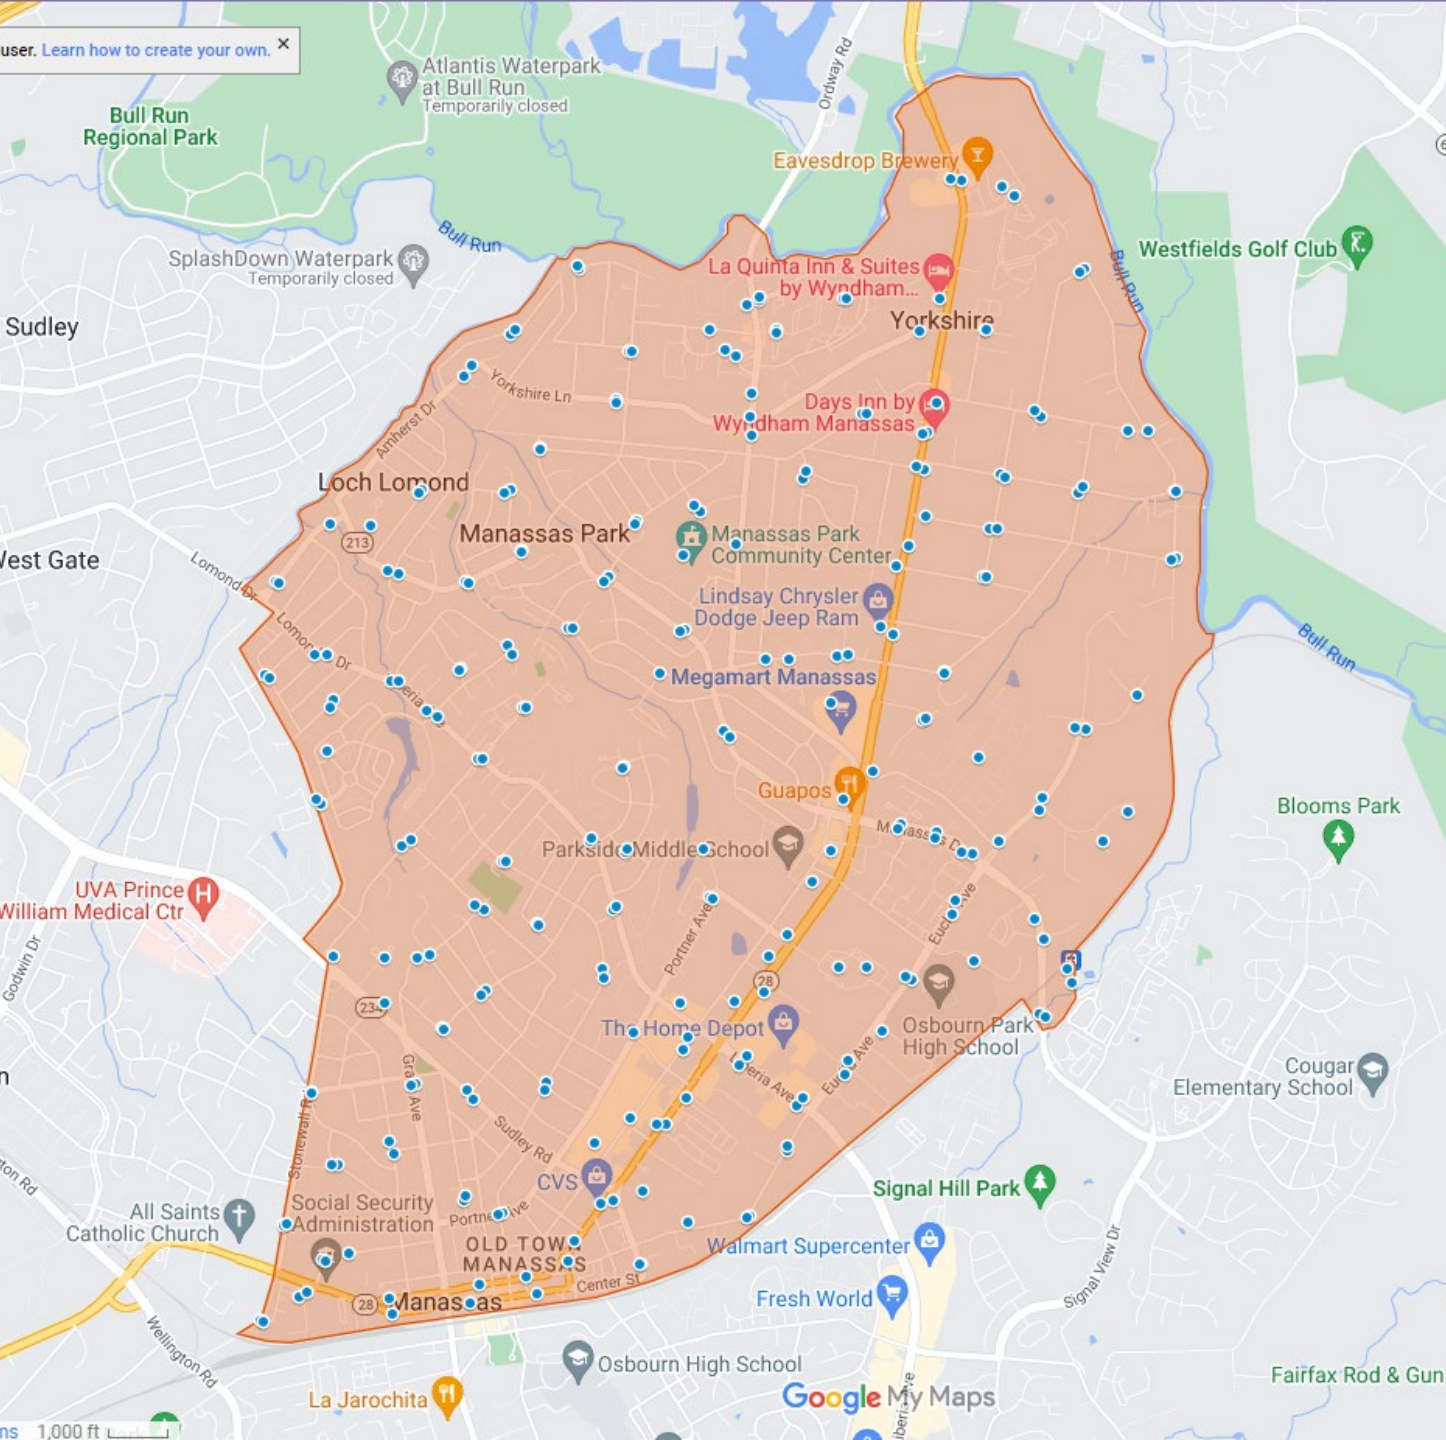 user. Learn how to create your own.
Ordway Rd
Atlantis Waterpark
at Bull Run
Temporarily closed
Bull Run
Regional Park
Eavesdrop Brewery
Bull Run
SplashDown Waterpark
Temporarily closed
Westfields Golf Club
Bull Run
La Quinta Inn & Suites
by Wyndham...
Sudley
Yorkshire
Yorkshire Ln
Amherst Dr
Days Inn by
Wyndham Manassas
Loch Lomond
Manassas Park
Manassas Park
Community Center
213
West Gate
Lomond Dr
Lindsay Chrysler
Dodge Jeep Ram
Lomond Dr
Bull Run
Megamart Manassas
Guapos
Blooms Park
Manassas Dr
Parkside Middle School
UVA Prince
William Medical Ctr
H
Euclid Ave
Portner Ave
Godwin Dr
28
234
The Home Depot
Osbourn Park
High School
Liberia Ave
Euclid Ave
Cougar
Elementary School
Grant Ave
Stonewall R
Sudley Rd
ton Rd
CVS
Signal Hill Park
Social Security
Administration
All Saints
Catholic Church
Portner Ave
OLD TOWN
MANASSAS
Walmart Supercenter
Signal View Dr
Center St
28
Manassas
Fresh World
Wellington Rd
Osbourn High School
Fairfax Rod & Gun
La Jarochita
Google My Maps
ms
1,000 ft